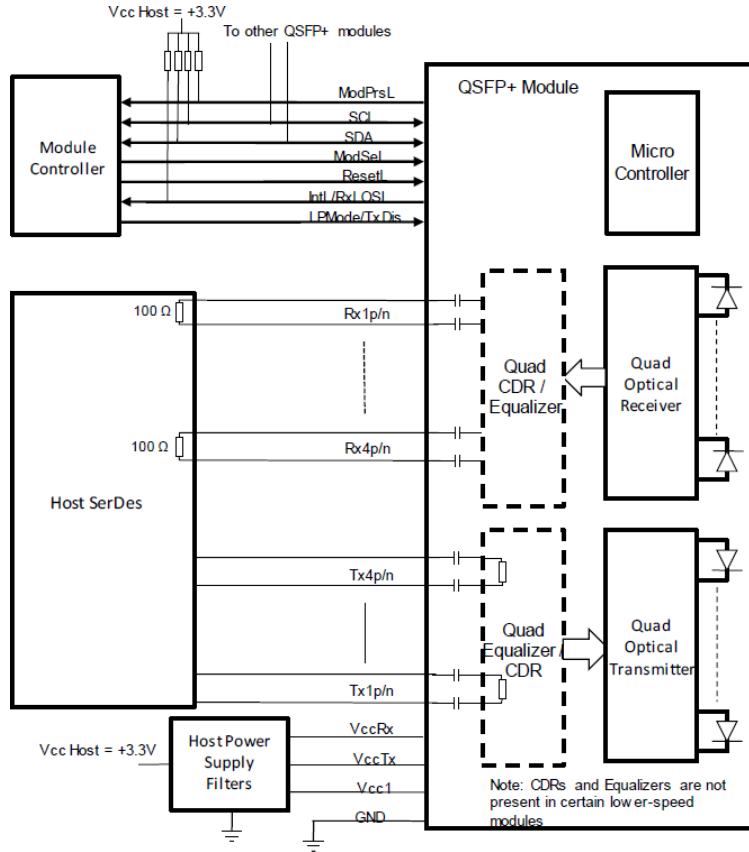 Vcc Host = +3.3V
To other QSFP+ modules
QSFP+ Module
ModPrsL
SCL
SDA
ModSeL
ResetL
IntL/RxLOSL
LPMode/TxDis
Module
Controller
Micro
Controller
100 Ω
Rx1p/n
Quad
CDR /
Equalizer
Quad
Optical
Receiver
100 Ω
Rx4p/n
Host SerDes
Tx4p/n
Quad
Equalizer /
CDR
Quad
Optical
Transmitter
Tx1p/n
Vcc Host = +3.3V
Host Power
Supply
Filters
VccRx
VccTx
Vcc1
GND
Note: CDRs and Equalizers are not
present in certain lower-speed
modules